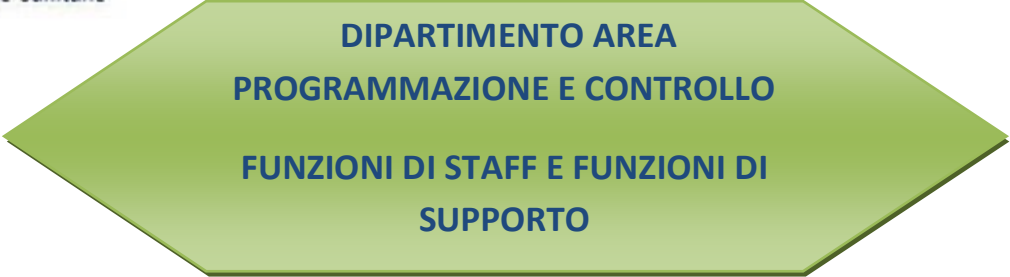 DIPARTIMENTO AREA
PROGRAMMAZIONE E CONTROLLO
FUNZIONI DI STAFF E FUNZIONI DI
SUPPORTO